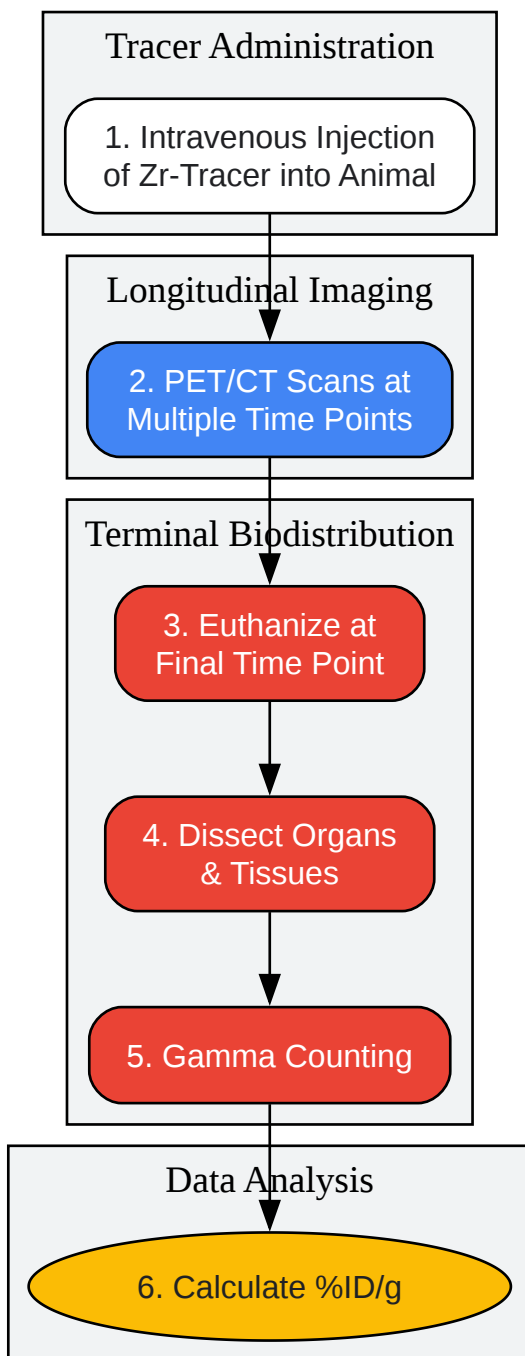 Tracer Administration
1. Intravenous Injection
of Zr-Tracer into Animal
Longitudinal Imaging
2. PET/CT Scans at
Multiple Time Points
Terminal Biodistribution
3. Euthanize at
Final Time Point
4. Dissect Organs
& Tissues
5. Gamma Counting
Data Analysis
6. Calculate %ID/g